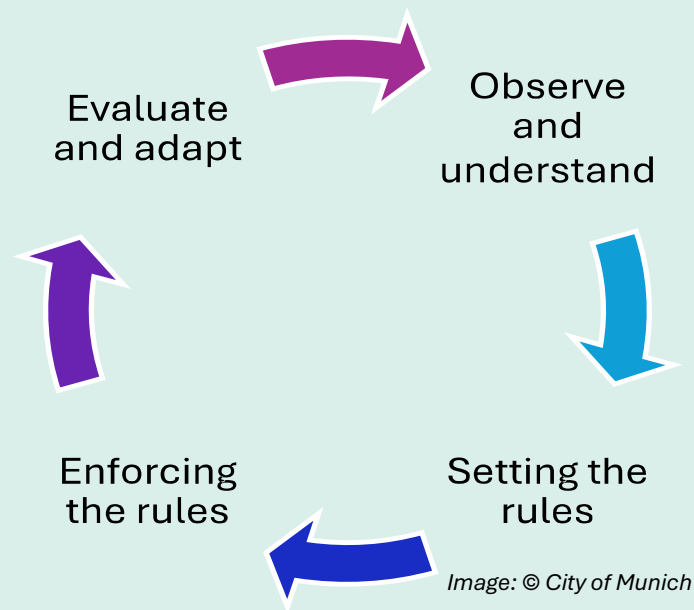 Evaluate
and adapt
Observe
and
understand
Enforcing
the rules
Setting the
rules
Image: © City of Munich